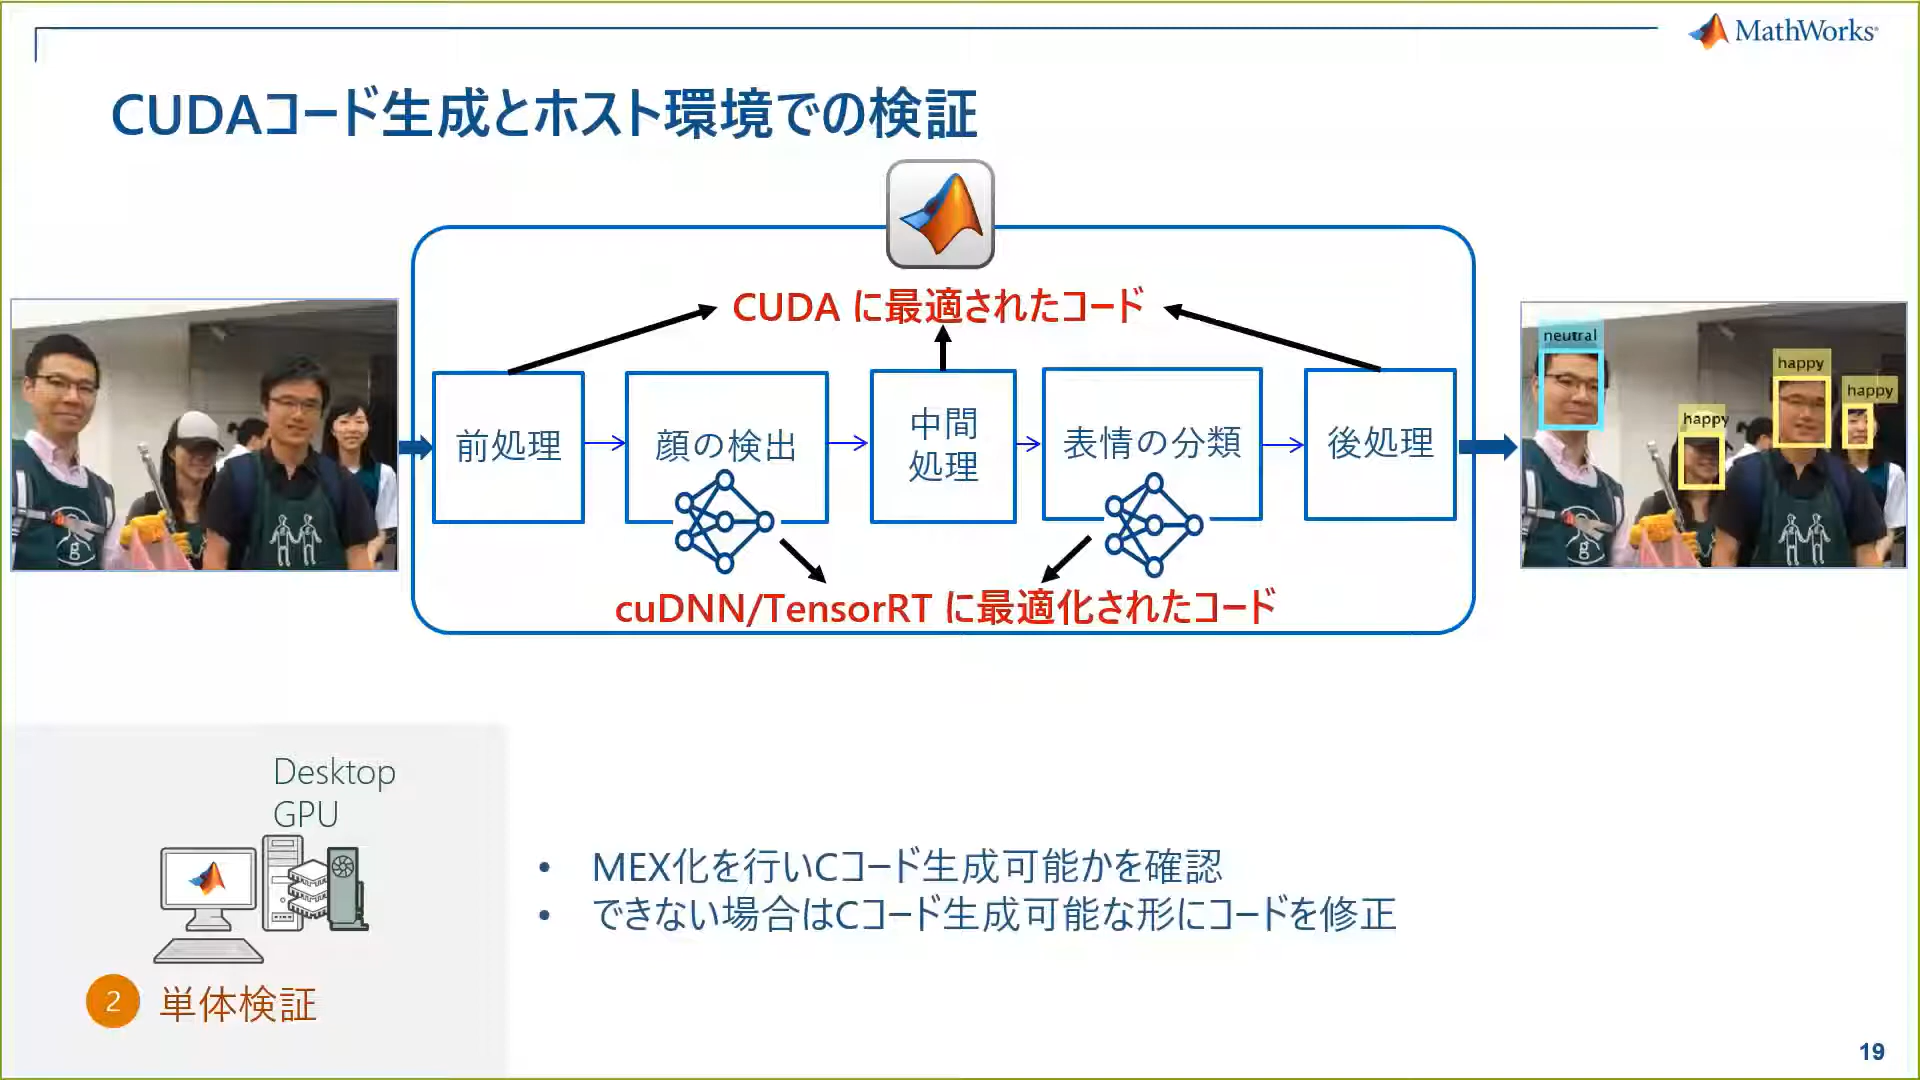 MathWorks
CUDAコード生成とホスト環境での検証
CUDA に最適されたコード
前処理
顔の検出
中間
処理
表情の分類
後処理
cuDNN/TensorRT に最適化されたコード
neutral
happy
happy
happy
Desktop
GPU
2 単体検証
• MEX化を行いCコード生成可能かを確認
• できない場合はCコード生成可能な形にコードを修正
19